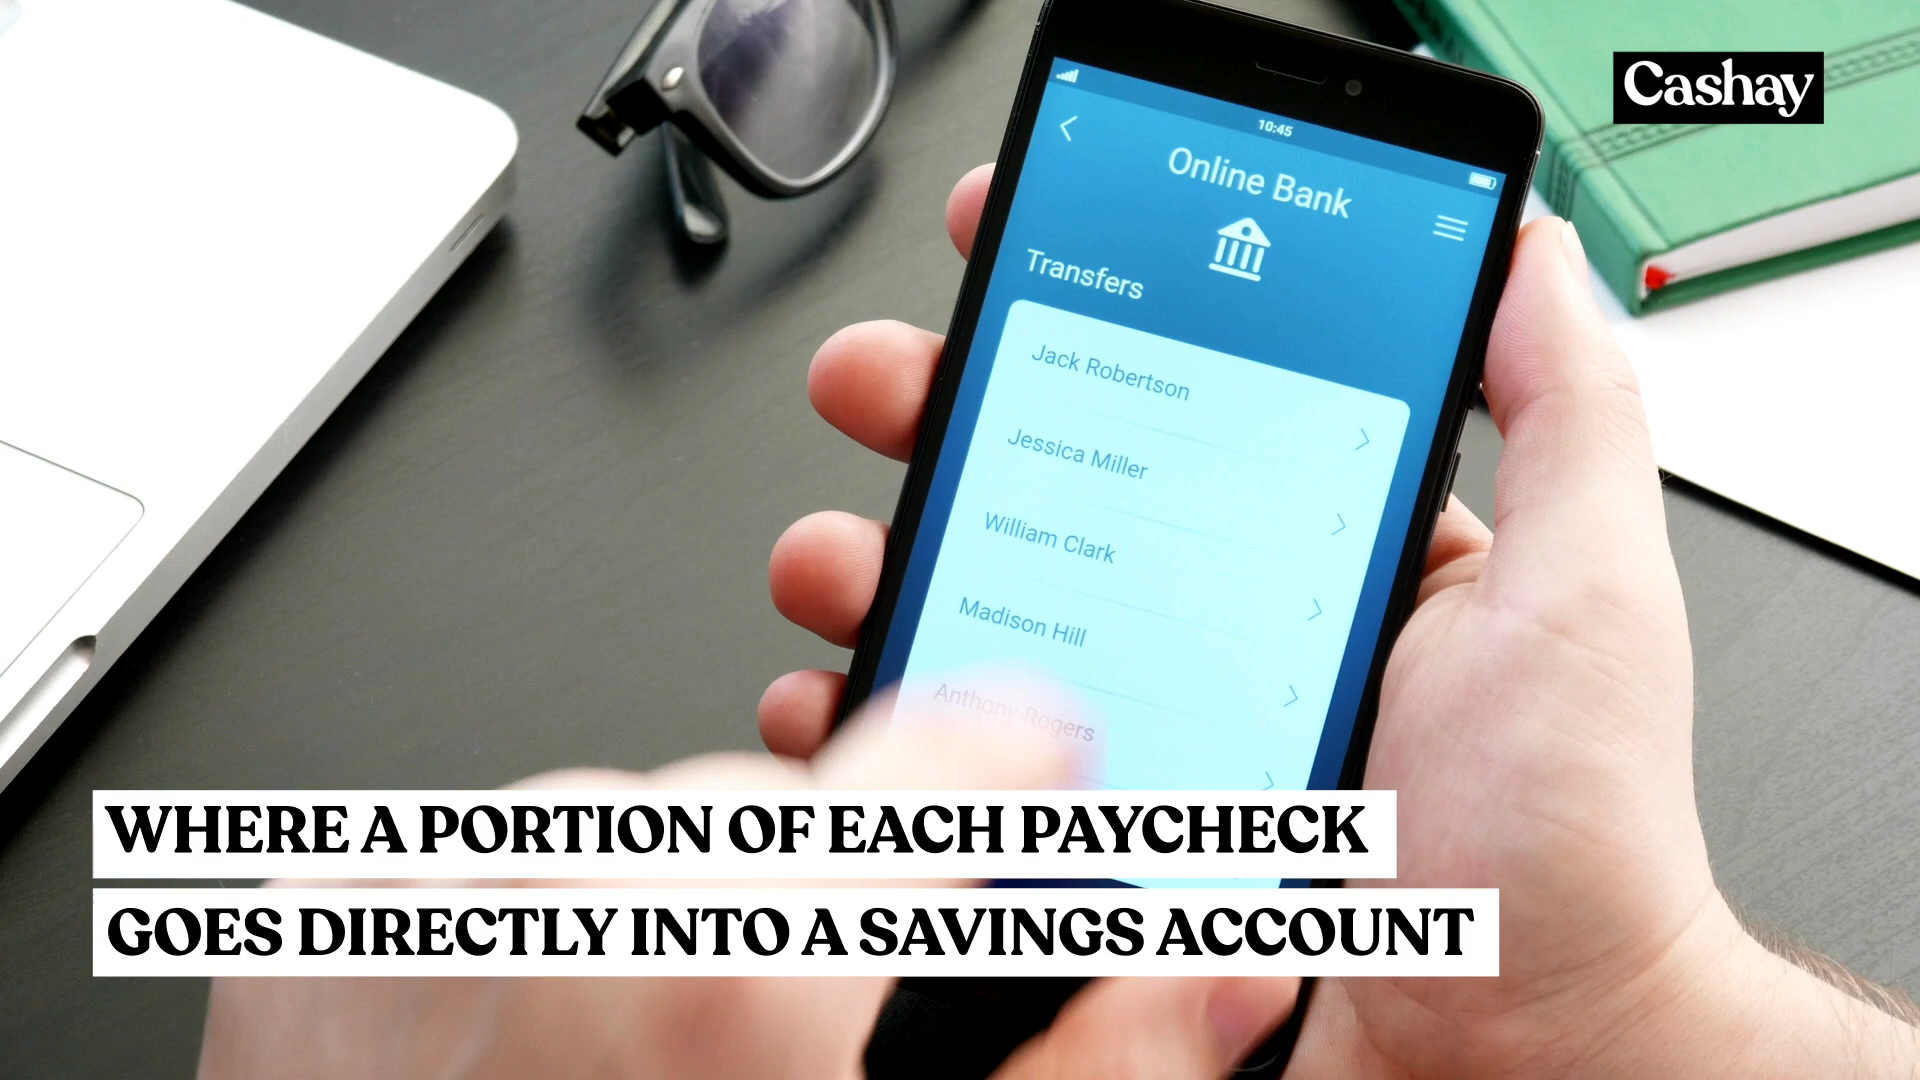 Cashay
10:45
Online Bank
Transfers
Jack Robertson
Jessica Miller
William Clark
Madison Hill
Anthony Rogers
WHERE A PORTION OF EACH PAYCHECK
GOES DIRECTLY INTO A SAVINGS ACCOUNT